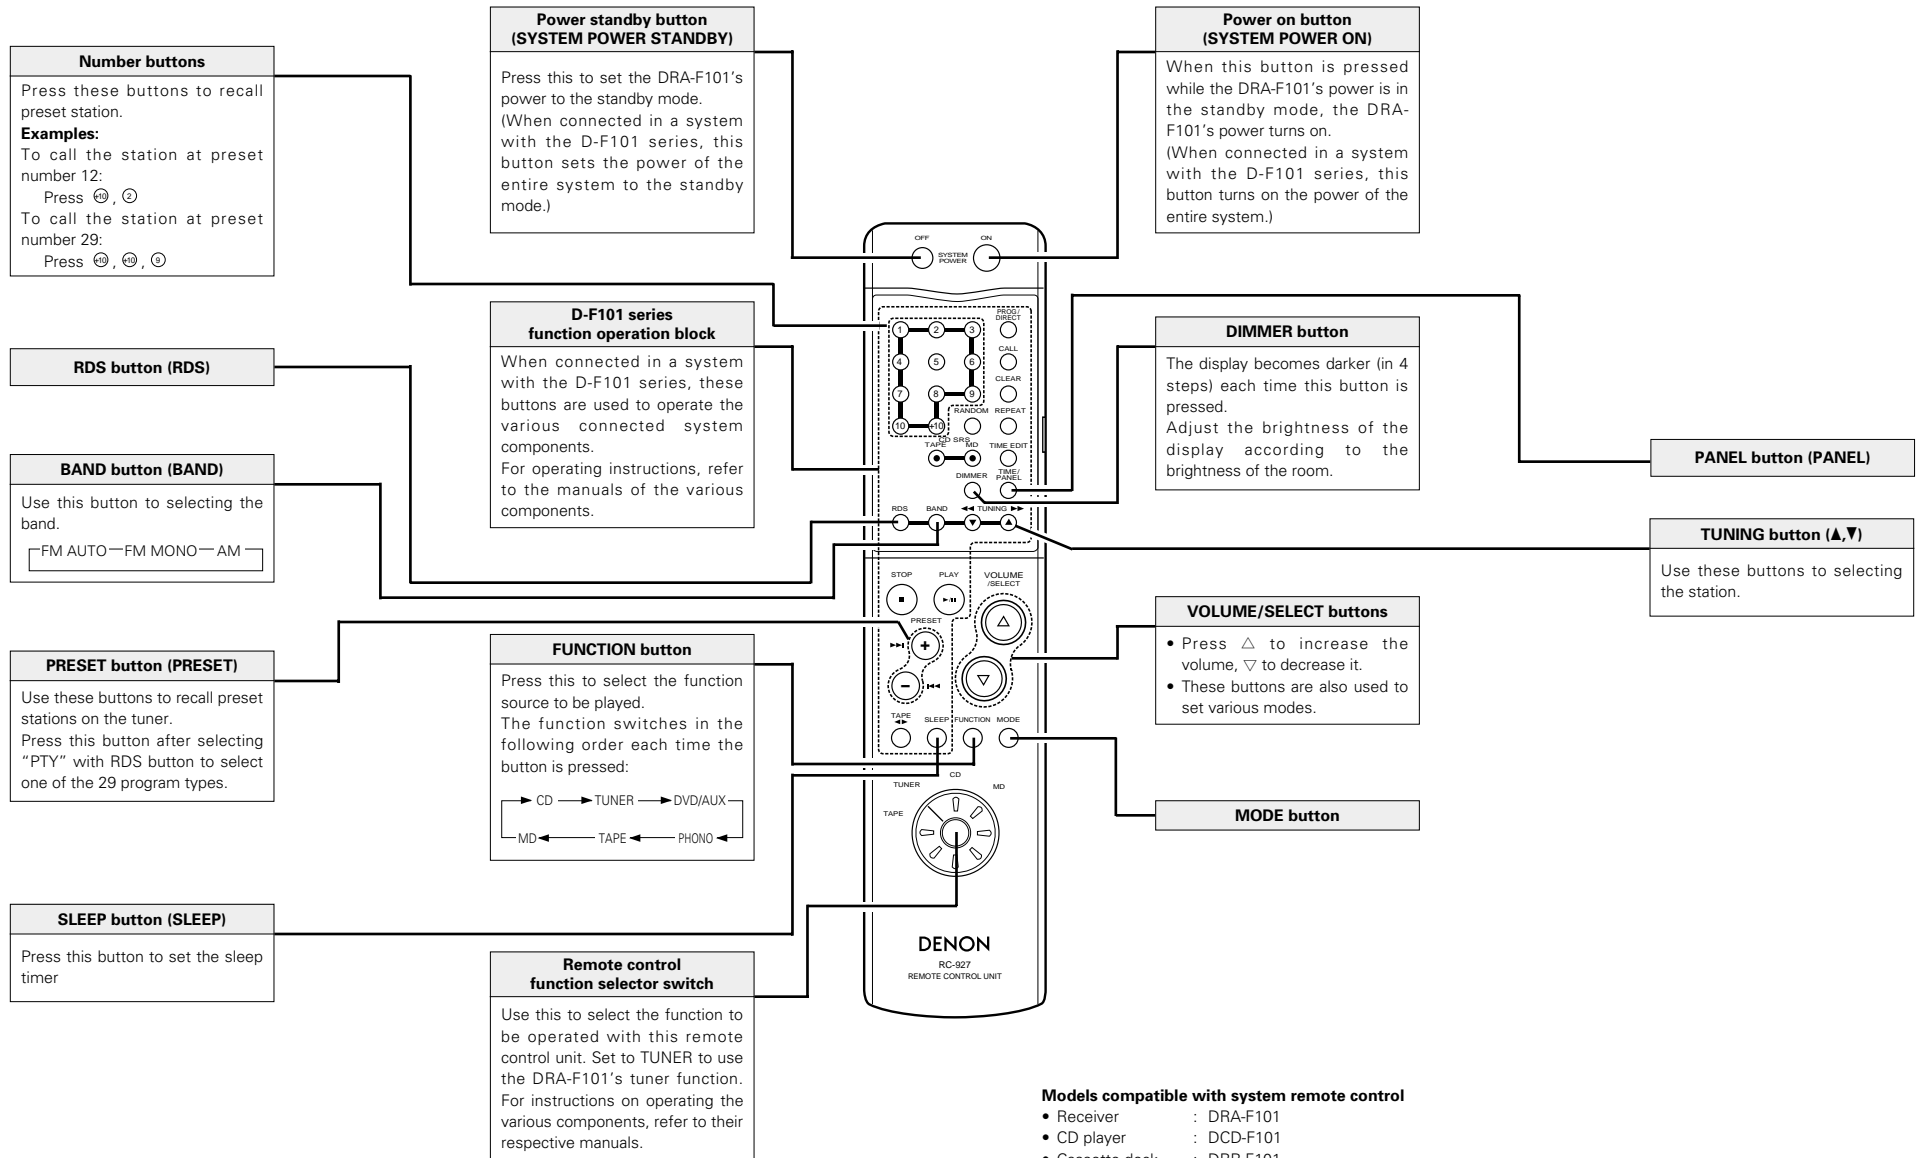 Number buttons
Press these buttons to recall
preset station.
Examples:
To call the station at preset
number 12:
Press +10 , 2
To call the station at preset
number 29:
Press +10 , +10 , 9
RDS button (RDS)
BAND button (BAND)
Use this button to selecting the
band.
FM AUTO FM MONO AM
PRESET button (PRESET)
Use these buttons to recall preset
stations on the tuner.
Press this button after selecting
“PTY” with RDS button to select
one of the 29 program types.
SLEEP button (SLEEP)
Press this button to set the sleep
timer
Power standby button
(SYSTEM POWER STANDBY)
Press this to set the DRA-F101's
power to the standby mode.
(When connected in a system
with the D-F101 series, this
button sets the power of the
entire system to the standby
mode.)
D-F101 series
function operation block
When connected in a system
with the D-F101 series, these
buttons are used to operate the
various connected system
components.
For operating instructions, refer
to the manuals of the various
components.
FUNCTION button
Press this to select the function
source to be played.
The function switches in the
following order each time the
button is pressed:
CD TUNER DVD/AUX
MD TAPE PHONO
Remote control
function selector switch
Use this to select the function to
be operated with this remote
control unit. Set to TUNER to use
the DRA-F101's tuner function.
For instructions on operating the
various components, refer to their
respective manuals.
OFF ON
SYSTEM
POWER
PROG/
DIRECT
1 2 3
CALL
4 5 6
CLEAR
7 8 9
RANDOM REPEAT
10 +10
CD SRS
TAPE MD TIME EDIT
DIMMER TIME/
PANEL
RDS BAND ◄◄ TUNING ►►
▼ ▲
STOP PLAY VOLUME
/SELECT
■ ►/II
PRESET
△
►►I +
− I◄◄
▽
TAPE SLEEP FUNCTION MODE
◄►
CD
TUNER MD
TAPE
DENON
RC-927
REMOTE CONTROL UNIT
Power on button
(SYSTEM POWER ON)
When this button is pressed
while the DRA-F101's power is in
the standby mode, the DRA-
F101's power turns on.
(When connected in a system
with the D-F101 series, this
button turns on the power of the
entire system.)
DIMMER button
The display becomes darker (in 4
steps) each time this button is
pressed.
Adjust the brightness of the
display according to the
brightness of the room.
PANEL button (PANEL)
TUNING button (▲,▼)
Use these buttons to selecting
the station.
VOLUME/SELECT buttons
• Press △ to increase the
volume, ▽ to decrease it.
• These buttons are also used to
set various modes.
MODE button
Models compatible with system remote control
• Receiver : DRA-F101
• CD player : DCD-F101
• Cassette deck : DRR-F101